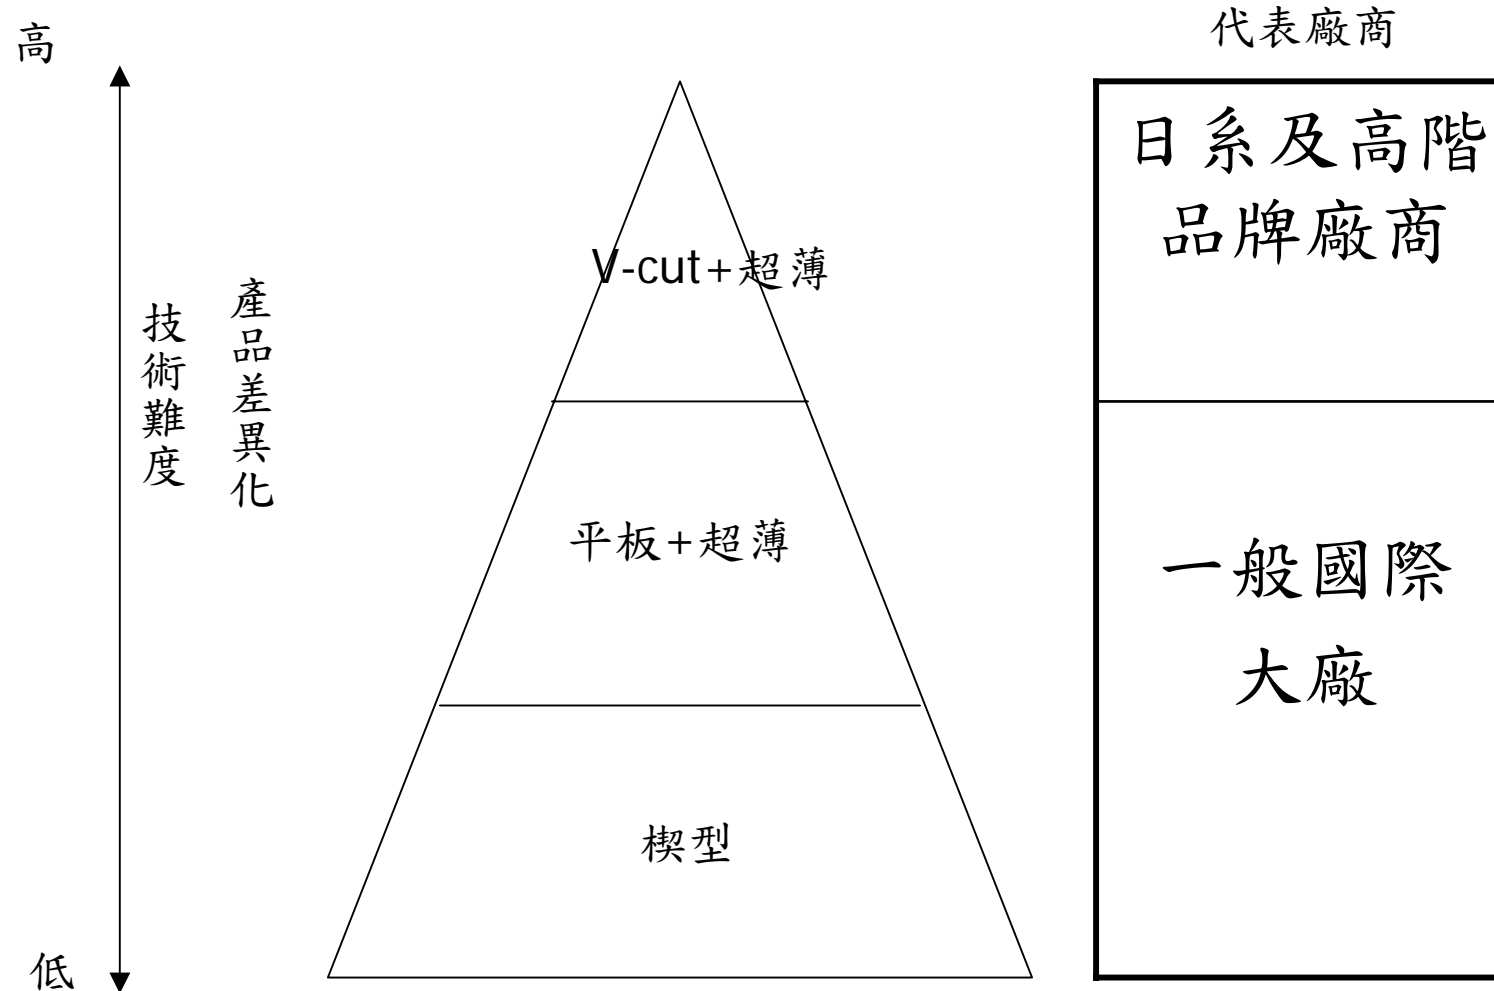 高
代表廠商
日系及高階
品牌廠商
V-cut+超薄
技術難度
產品差異化
平板+超薄
一般國際
大廠
楔型
低